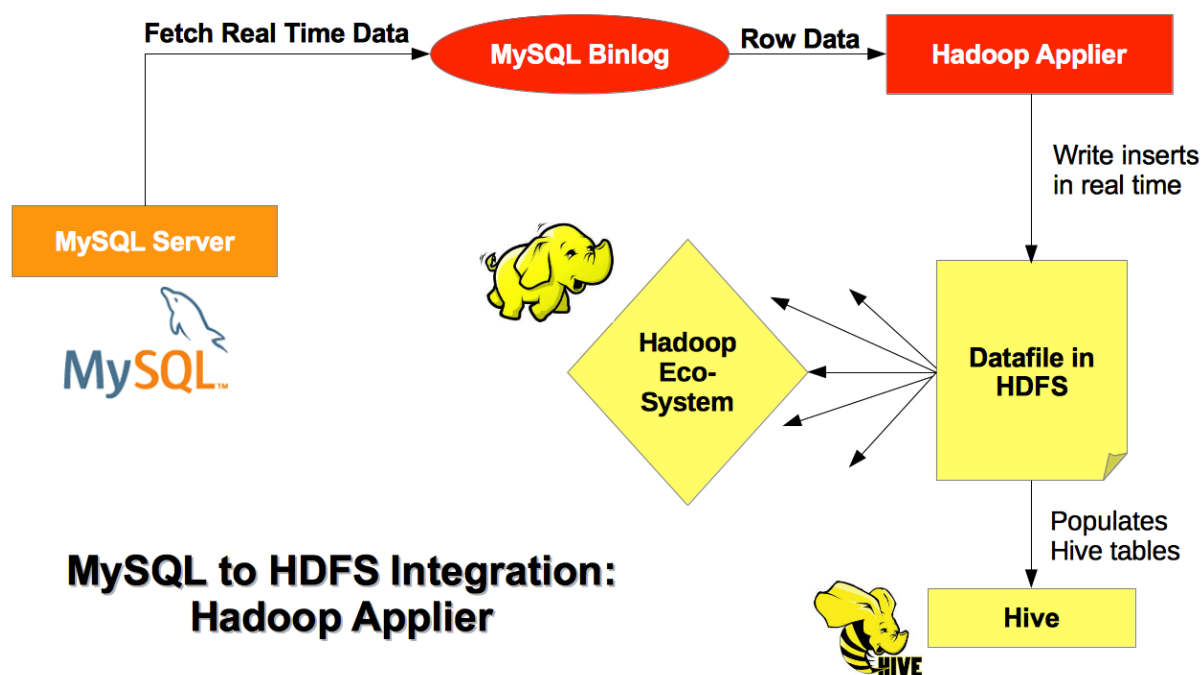 Fetch Real Time Data
MySQL Binlog
Row Data
Hadoop Applier
Write inserts
in real time
MySQL Server
MySQL™
Hadoop
Eco-
System
Datafile in
HDFS
Populates
Hive tables
MySQL to HDFS Integration:
Hadoop Applier
Hive
HIVE